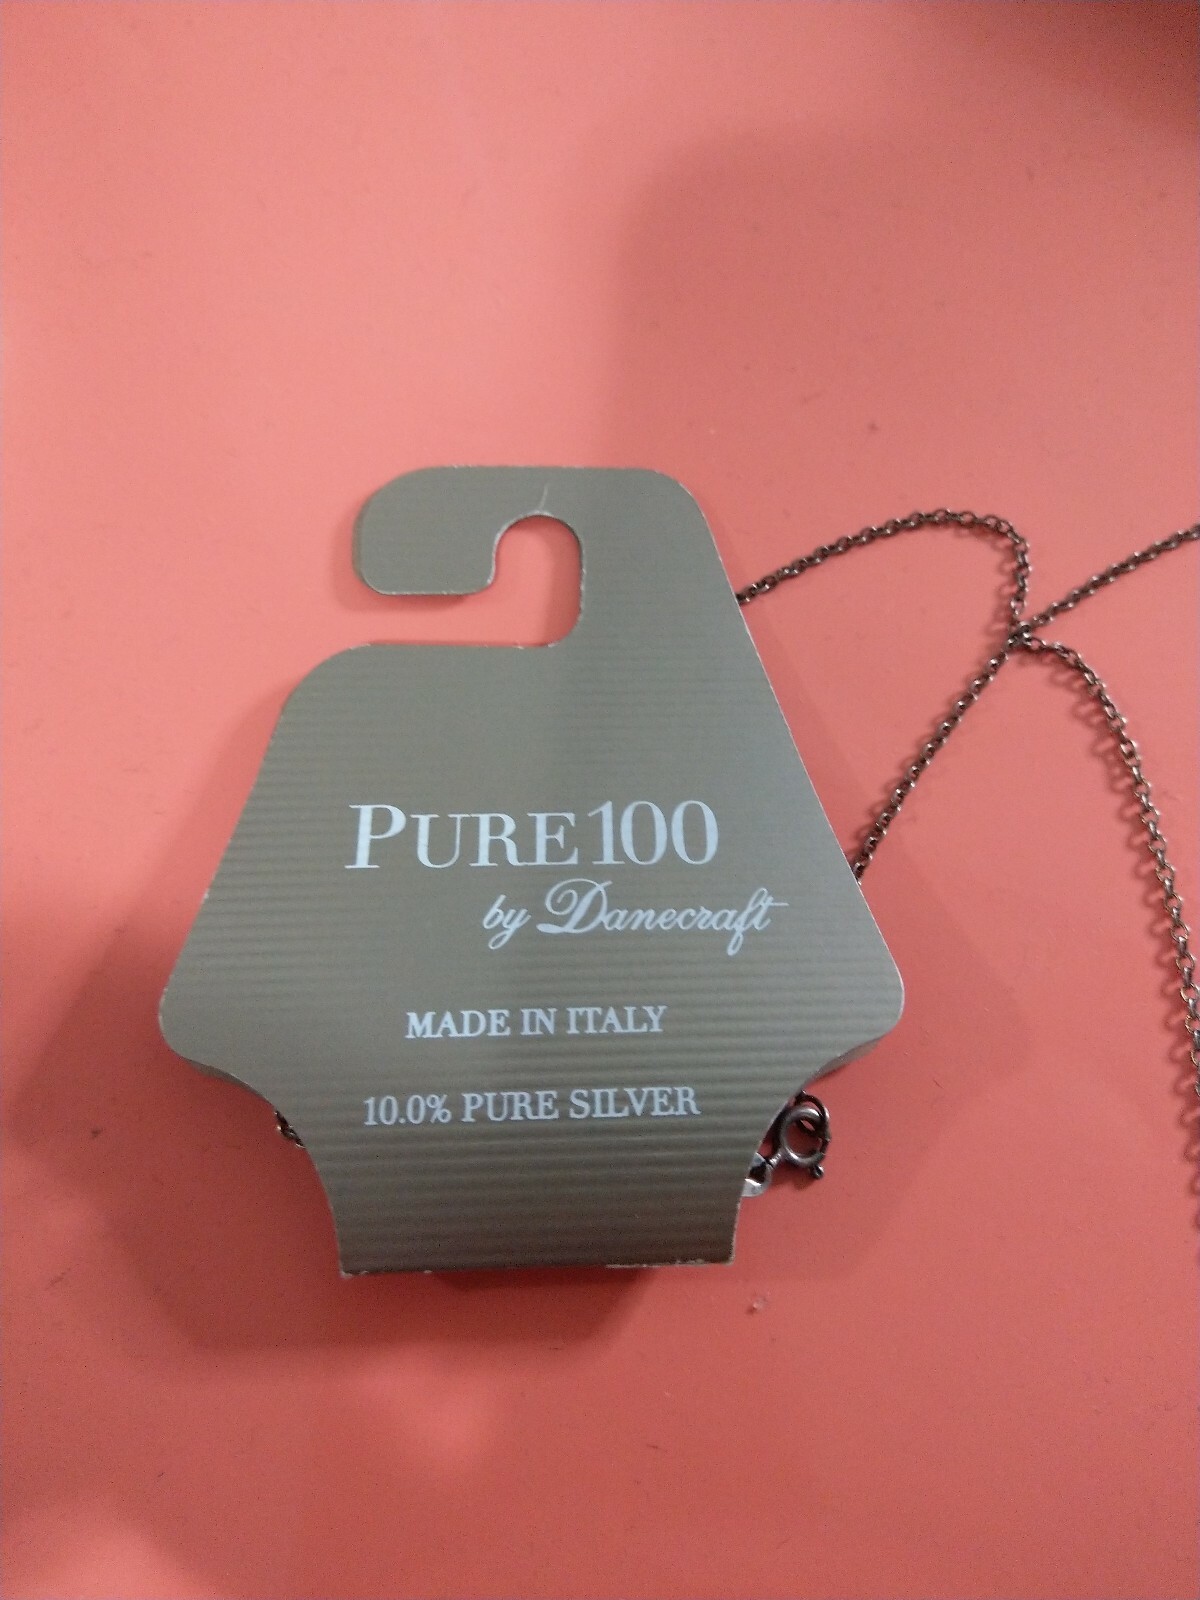 PURE100
by Danecraft
MADE IN ITALY
10.0% PURE SILVER